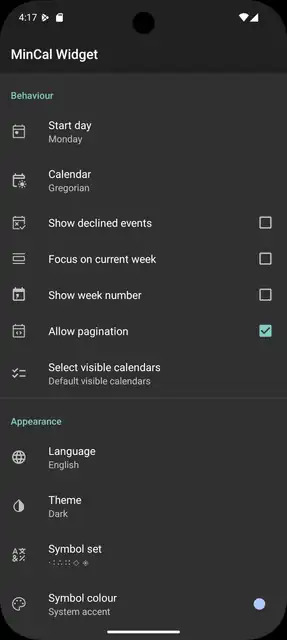 4:17
MinCal Widget
Behaviour
Start day
Monday
Calendar
Gregorian
Show declined events
Focus on current week
Show week number
Allow pagination
Select visible calendars
Default visible calendars
Appearance
Language
English
Theme
Dark
Symbol set
Symbol colour
System accent